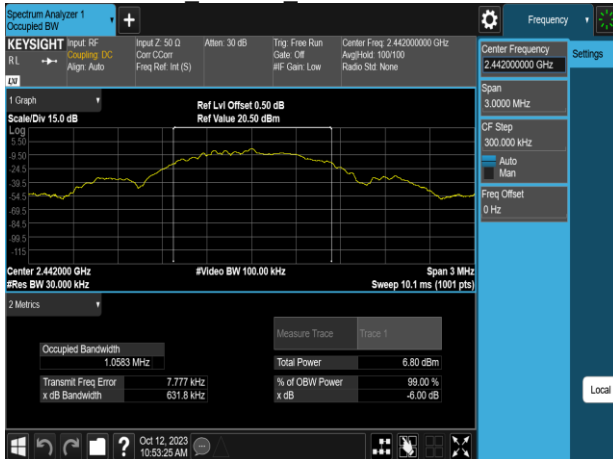 Spectrum Analyzer 1
Occupied BW
+
Frequency
KEYSIGHT Input: RF
RL
Coupling: DC
Align: Auto
LXI
Input Z: 50 Ω
Corr CCorr
Freq Ref: Int (S)
Atten: 30 dB
Trig: Free Run
Gate: Off
#IF Gain: Low
Center Freq: 2.442000000 GHz
Avg|Hold: 100/100
Radio Std: None
Center Frequency
2.442000000 GHz
Settings
Span
3.0000 MHz
CF Step
300.000 kHz
Auto
Man
Freq Offset
0 Hz
1 Graph
Scale/Div 15.0 dB
Ref Lvl Offset 0.50 dB
Ref Value 20.50 dBm
Log
5.50
-9.50
-24.5
-39.5
-54.5
-69.5
-84.5
-99.5
-115
Center 2.442000 GHz
#Res BW 30.000 kHz
#Video BW 100.00 kHz
Span 3 MHz
Sweep 10.1 ms (1001 pts)
2 Metrics
Measure Trace Trace 1
Occupied Bandwidth
1.0583 MHz
Total Power 6.80 dBm
Transmit Freq Error 7.777 kHz
% of OBW Power 99.00 %
x dB Bandwidth 631.8 kHz
x dB -6.00 dB
Local
?
Oct 12, 2023
10:53:25 AM